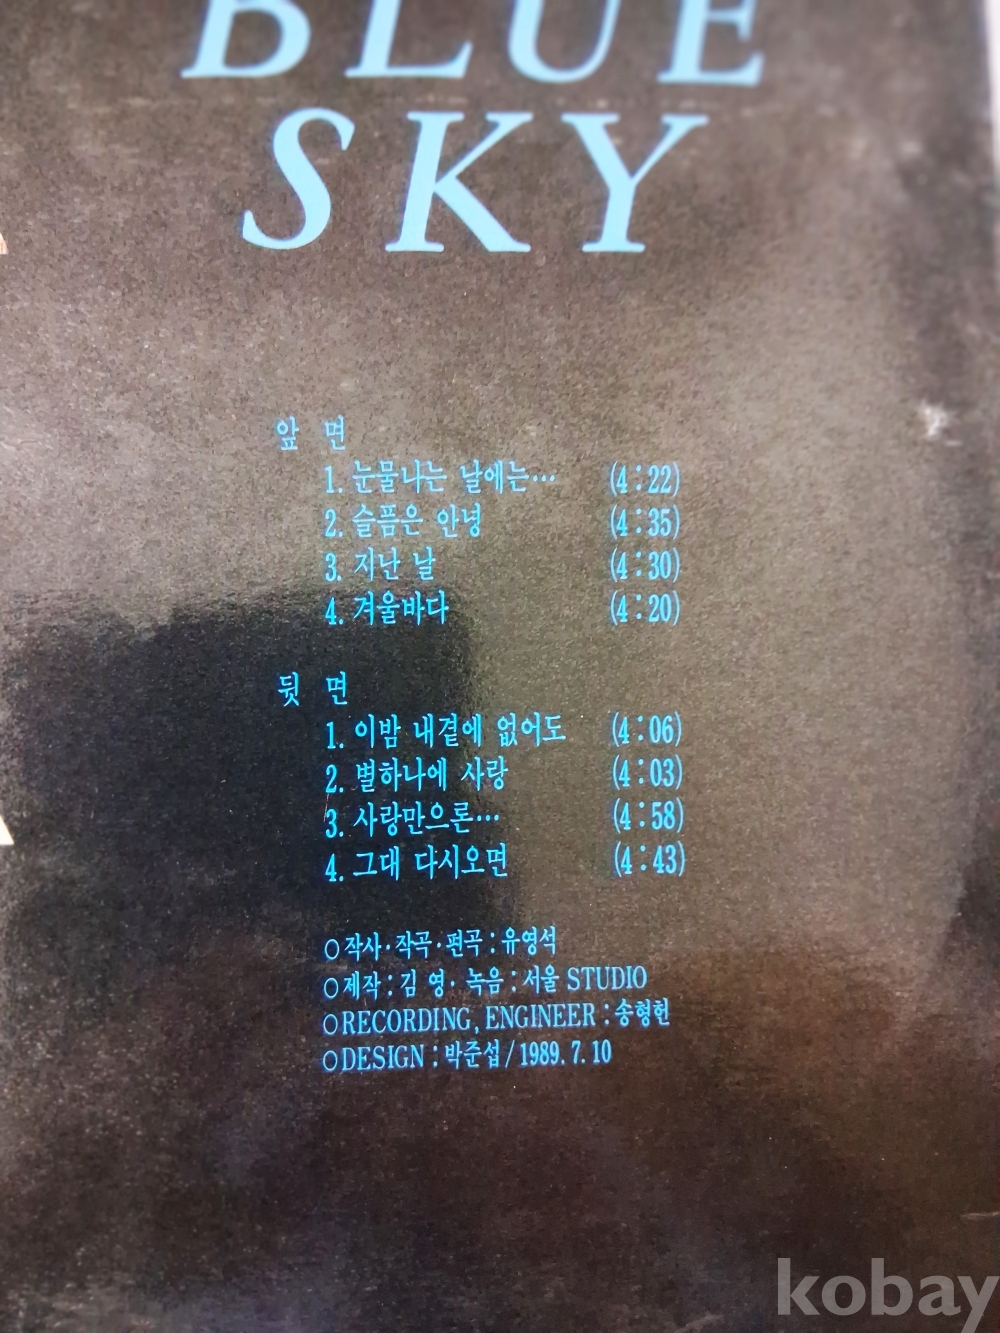 BLUE
SKY
앞 면
1. 눈물나는 날에는… (4:22)
2. 슬픔은 안녕 (4:35)
3. 지난 날 (4:30)
4. 겨울바다 (4:20)
뒷 면
1. 이밤 내곁에 없어도 (4:06)
2. 별하나에 사랑 (4:03)
3. 사랑만으론… (4:58)
4. 그대 다시오면 (4:43)
○작사·작곡·편곡:유영석
○제작:김 영·녹음:서울 STUDIO
○RECORDING, ENGINEER:송형헌
○DESIGN:박준섭/1989. 7. 10
kobay